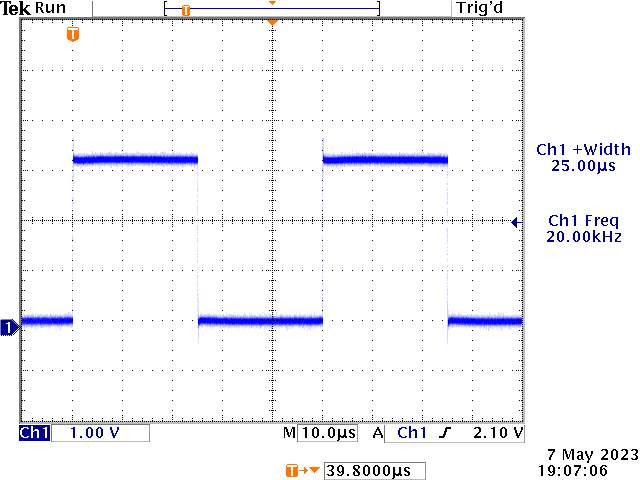 Tek Run Trig'd
T
T
Ch1 +Width
25.00µs
Ch1 Freq
20.00kHz
1
Ch1 1.00 V M 10.0µs A Ch1 2.10 V
T 39.8000µs
7 May 2023
19:07:06